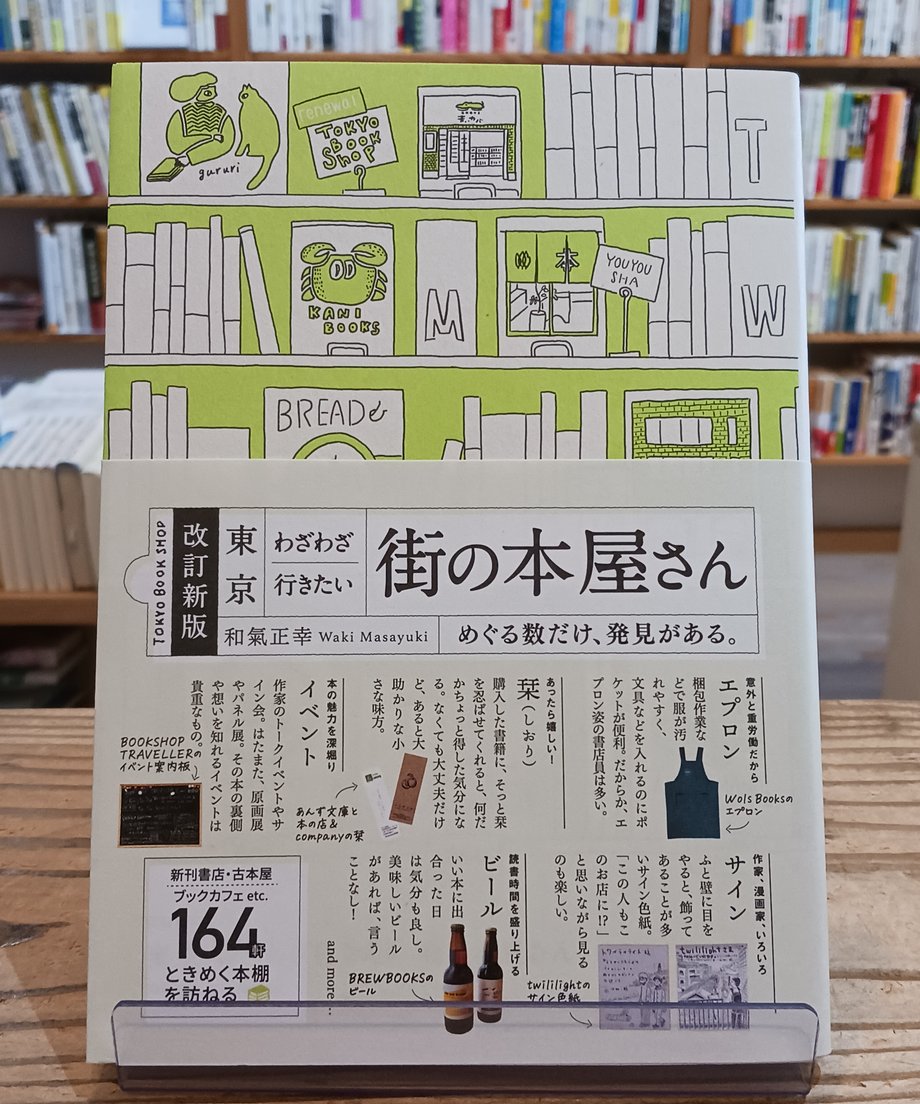 gururi
renewal
TOKYO
BOOK
SHOP
T
KANI
BOOKS
M
本
YOUYOU
SHA
W
BREAD
TOKYO BOOK SHOP
改訂新版
東京
わざわざ
行きたい
街の本屋さん
和氣正幸 Waki Masayuki
めぐる数だけ、発見がある。
意外と重労働だから
エプロン
梱包作業な
どで服が汚
れやすく、
文具などを入れるのにポ
ケットが便利。だからか、エ
プロン姿の書店員は多い。
Wols Booksの
エプロン
あったら嬉しい!
栞(しおり)
購入した書籍に、そっと栞
を忍ばせてくれると、何だ
かちょっと得した気分にな
る。なくても大丈夫だけ
ど、あると大
助かりな小
さな味方。
あんず文庫と
本の店&
companyの栞
本の魅力を深堀り
イベント
作家のトークイベントやサ
イン会。はたまた、原画展
やパネル展。その本の裏側
や想いを知れるイベントは
貴重なもの。
BOOKSHOP
TRAVELLERの
イベント案内板
作家、漫画家、いろいろ
サイン
ふと壁に目を
やると、飾って
あることが多
いサイン色紙。
「この人もこ
のお店に!?」
と思いながら見る
のも楽しい。
twililightの
サイン色紙
読書時間を盛り上げる
ビール
いい本に出
合った日
は気分も良し。
美味しいビール
があれば、言う
ことなし!
BREWBOOKSの
ビール
and more…
新刊書店・古本屋
ブックカフェ etc.
164軒
ときめく本棚
を訪ねる